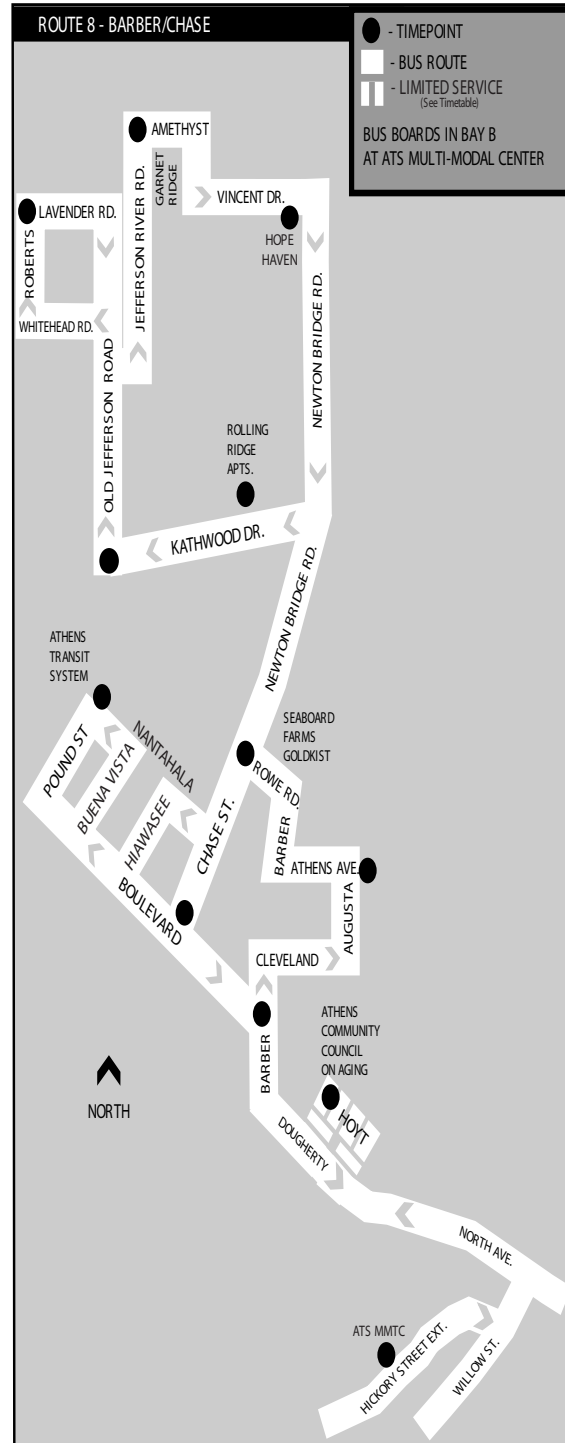 ROUTE 8 - BARBER/CHASE
- TIMEPOINT
- BUS ROUTE
- LIMITED SERVICE
(See Timetable)
BUS BOARDS IN BAY B
AT ATS MULTI-MODAL CENTER
AMETHYST
GARNET
RIDGE
VINCENT DR.
LAVENDER RD.
JEFFERSON RIVER RD.
HOPE
HAVEN
ROBERTS
WHITEHEAD RD.
NEWTON BRIDGE RD.
OLD JEFFERSON ROAD
ROLLING
RIDGE
APTS.
KATHWOOD DR.
NEWTON BRIDGE RD.
ATHENS
TRANSIT
SYSTEM
SEABOARD
FARMS
GOLDKIST
NANTAHALA
POUND ST
BUENA VISTA
HIAWASEE
CHASE ST.
ROWE RD.
BARBER
ATHENS AVE.
BOULEVARD
AUGUSTA
CLEVELAND
ATHENS
COMMUNITY
COUNCIL
ON AGING
BARBER
HOYT
NORTH
DOUGHERTY
NORTH AVE.
ATS MMTC
HICKORY STREET EXT.
WILLOW ST.